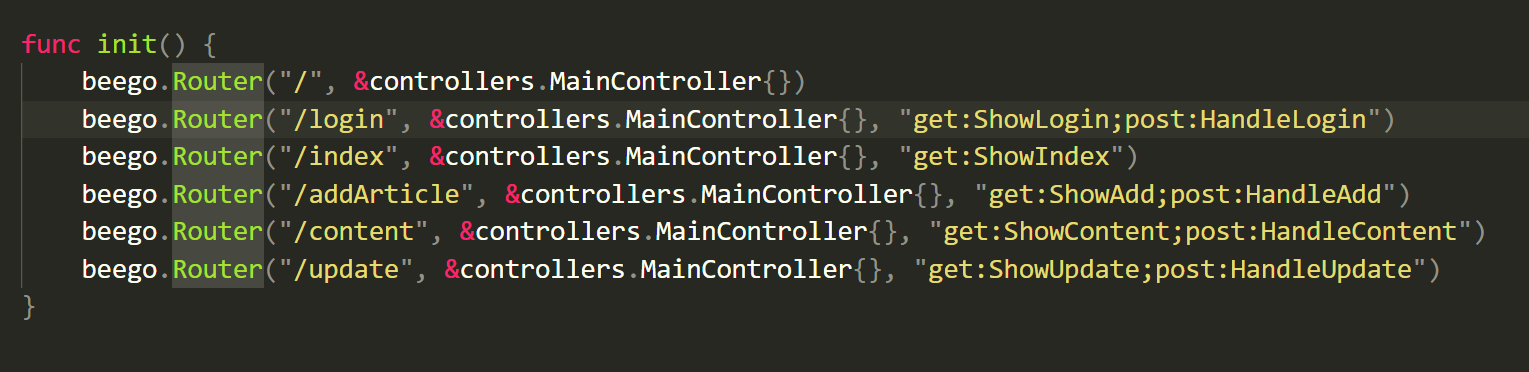 func init() {
    beego.Router("/", &controllers.MainController{})
    beego.Router("/login", &controllers.MainController{}, "get:ShowLogin;post:HandleLogin")
    beego.Router("/index", &controllers.MainController{}, "get:ShowIndex")
    beego.Router("/addArticle", &controllers.MainController{}, "get:ShowAdd;post:HandleAdd")
    beego.Router("/content", &controllers.MainController{}, "get:ShowContent;post:HandleContent")
    beego.Router("/update", &controllers.MainController{}, "get:ShowUpdate;post:HandleUpdate")
}